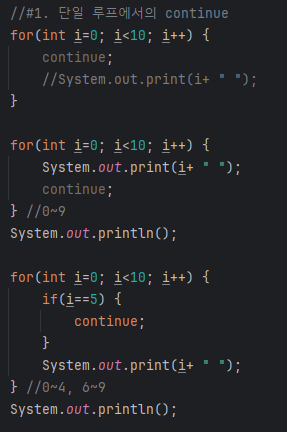 //#1. 단일 루프에서의 continue
for(int i=0; i<10; i++) {
    continue;
    //System.out.print(i+ " ");
}

for(int i=0; i<10; i++) {
    System.out.print(i+ " ");
    continue;
} //0~9
System.out.println();

for(int i=0; i<10; i++) {
    if(i==5) {
        continue;
    }
    System.out.print(i+ " ");
} //0~4, 6~9
System.out.println();